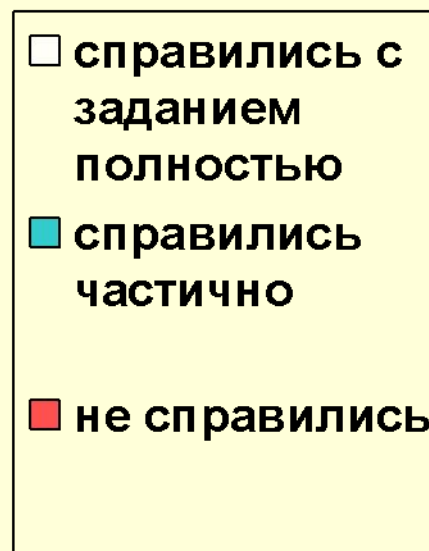 справились с
заданием
полностью
справились
частично
не справились